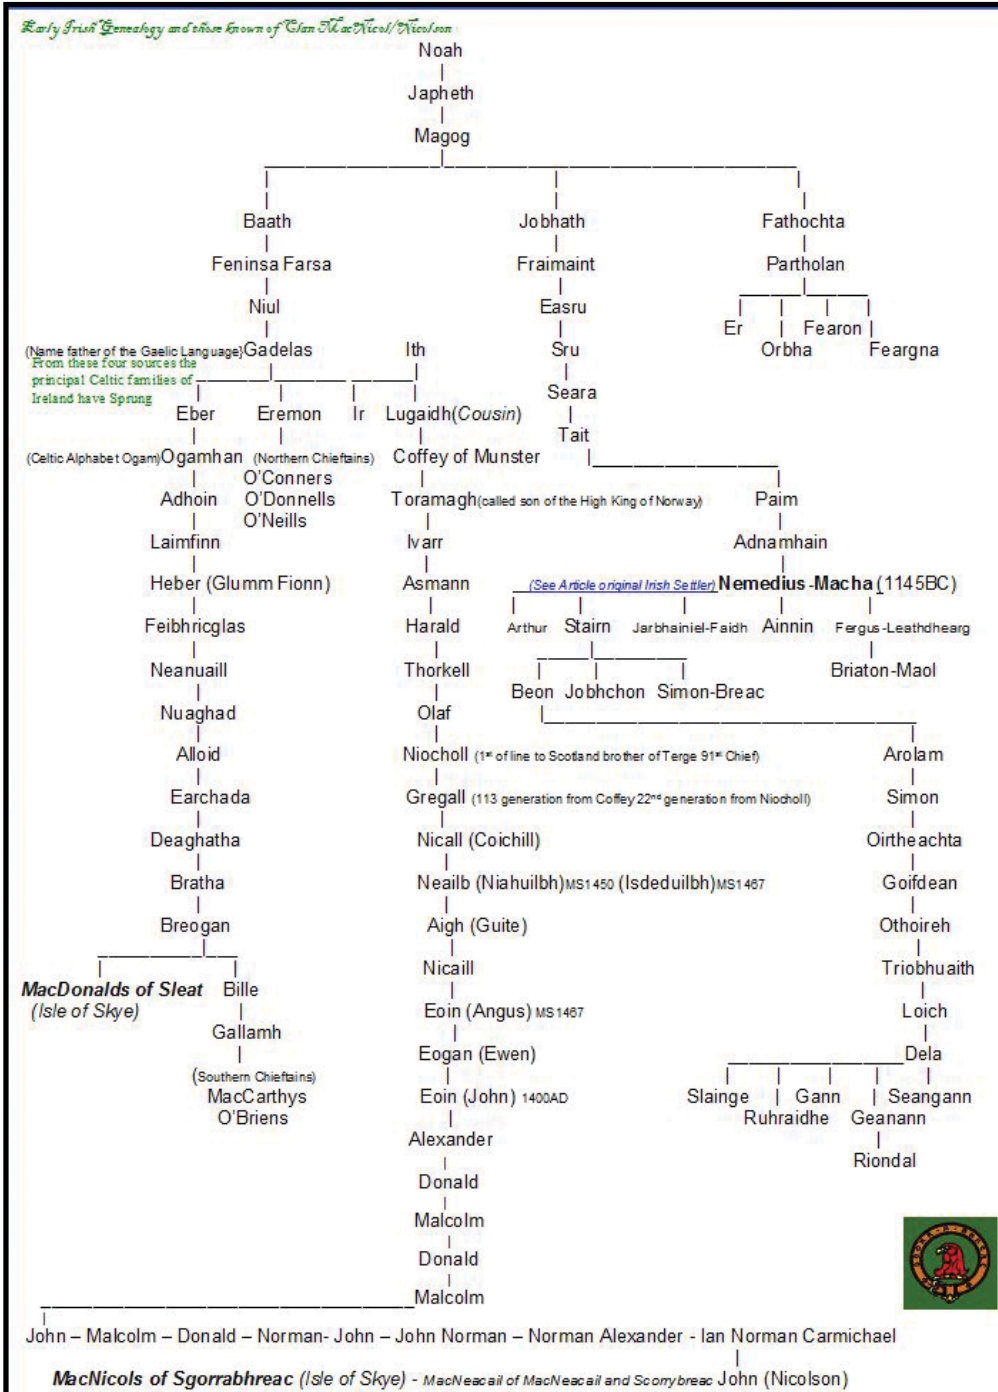 Early Irish Genealogy and those known of Clan MacNicol/Nicolson
Noah
Japheth
Magog
Baath Jobhath Fathochta
Feninsa Farsa Fraimaint Partholan
Niul Easru
Er Fearon
Orbha Feargna
(Name father of the Gaelic Language) Gadelas Ith Sru
From these four sources the
principal Celtic families of
Ireland have Sprung
Seara
Eber Eremon Ir Lugaidh (Cousin)
Tait
(Celtic Alphabet Ogam) Ogamhan (Northern Chieftains) Coffey of Munster
O'Conners
Adhoin O'Donnells Toramagh (called son of the High King of Norway) Paim
O'Neills
Laimfinn Ivarr Adnamhain
Heber (Glumm Fionn) Asmann (See Article original Irish Settler) Nemedius-Macha (1145BC)
Feibhricglas Harald Arthur Stairn Jarbhainiel-Faidh Ainnin Fergus-Leathdhearg
Neanuaill Thorkell Briaton-Maol
Beon Jobhchon Simon-Breac
Nuaghad Olaf
Alloid Niocholl (1st of line to Scotland brother of Terge 91st Chief) Arolam
Earchada Gregall (113 generation from Coffey 22nd generation from Niocholl) Simon
Deaghatha Nicall (Coichill) Oirtheachta
Bratha Neailb (Niahuilbh) MS1450 (Isdeduilbh) MS1467 Goifdean
Breogan Aigh (Guite) Othoireh
Nicaill Triobhuaith
MacDonalds of Sleat Bille
(Isle of Skye) Eoin (Angus) MS1467 Loich
Gallamh
Eogan (Ewen) Dela
(Southern Chieftains)
MacCarthys Eoin (John) 1400AD Slainge Gann Seangann
O'Briens Ruhraidhe Geanann
Alexander
Riondal
Donald
Malcolm
Donald
Malcolm
John – Malcolm – Donald – Norman- John – John Norman – Norman Alexander - Ian Norman Carmichael
MacNicols of Sgorrabhreac (Isle of Skye) - MacNeacail of MacNeacail and Scorrybreac John (Nicolson)